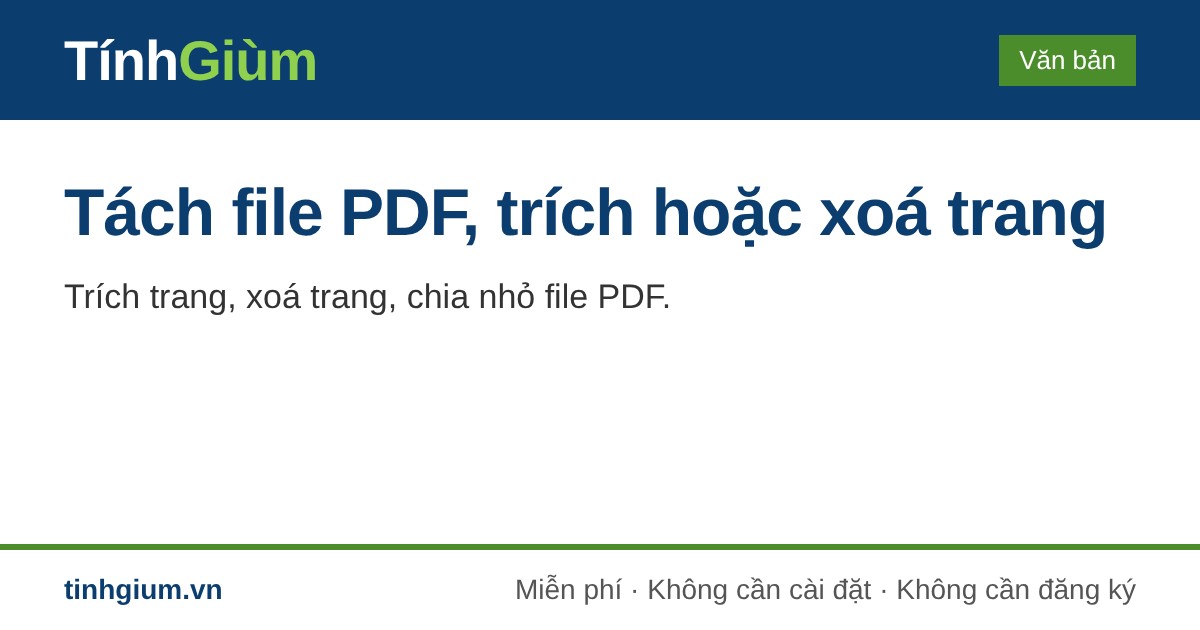 TínhGiùm
Văn bản
Tách file PDF, trích hoặc xoá trang
Trích trang, xoá trang, chia nhỏ file PDF.
tinhgium.vn
Miễn phí · Không cần cài đặt · Không cần đăng ký